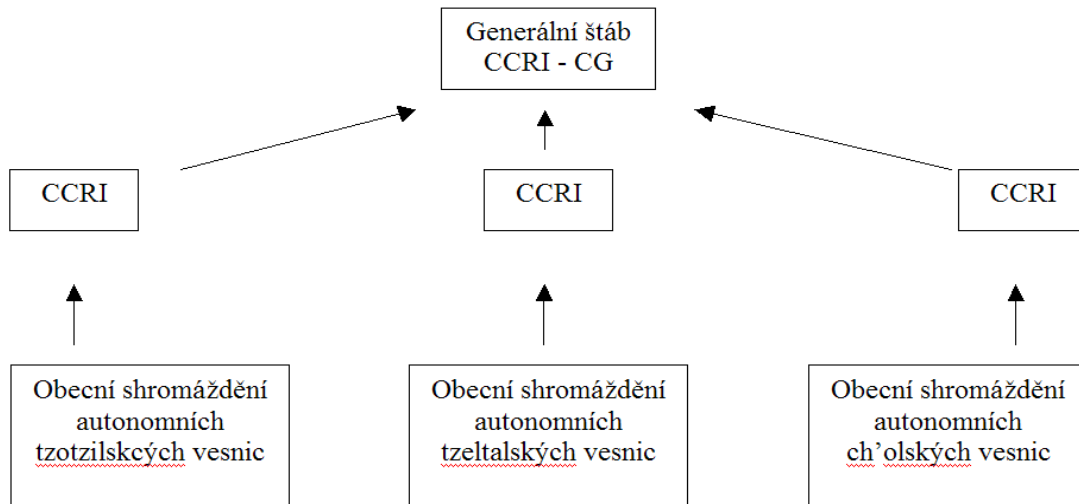 Generální štáb
CCRI - CG
CCRI
CCRI
CCRI
Obecní shromáždění
autonomních
tzotzilskcých vesnic
Obecní shromáždění
autonomních
tzeltalských vesnic
Obecní shromáždění
autonomních
ch’olských vesnic